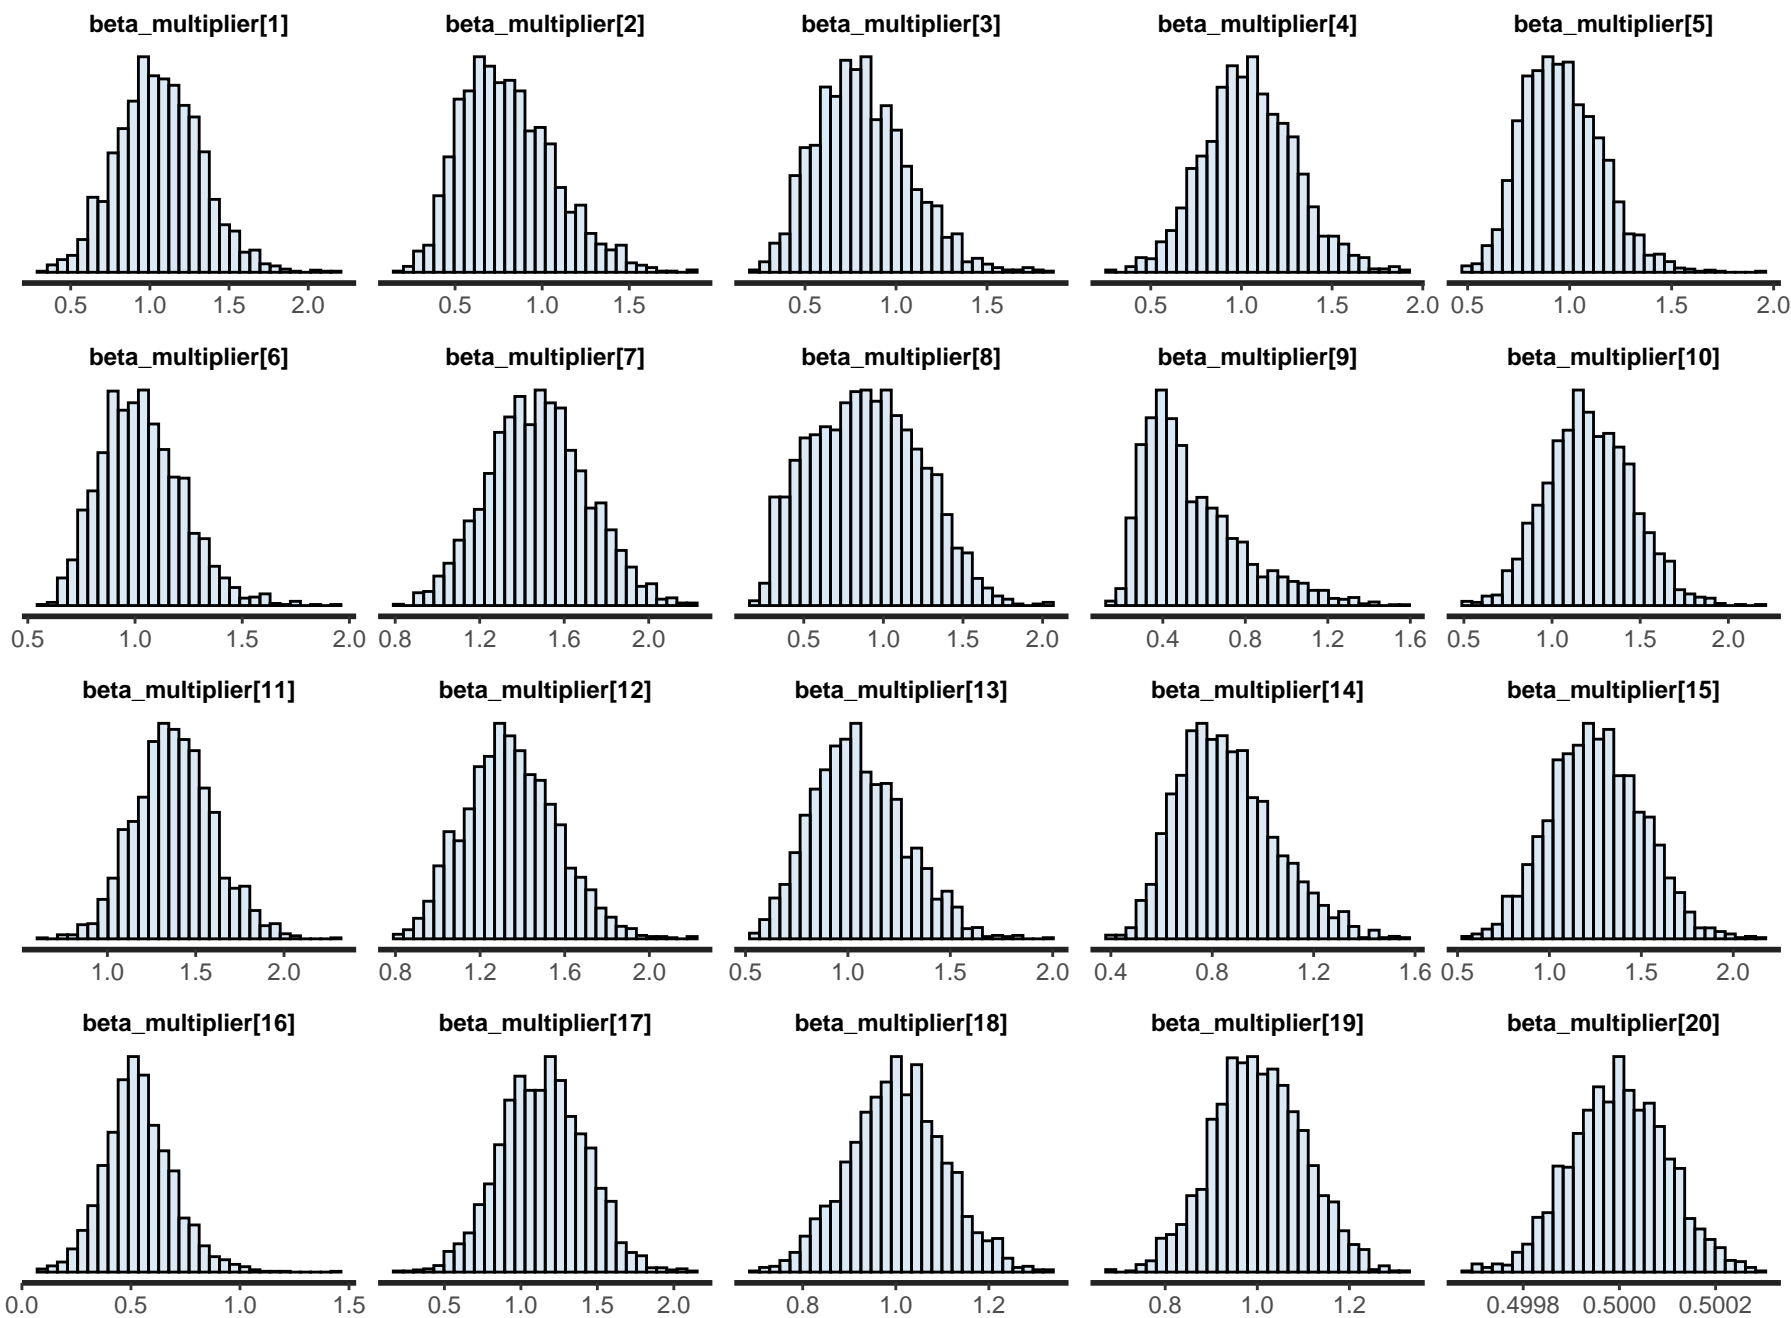 beta_multiplier[1] beta_multiplier[2] beta_multiplier[3] beta_multiplier[4] beta_multiplier[5]
0.5 1.0 1.5 2.0 0.5 1.0 1.5 0.5 1.0 1.5 0.5 1.0 1.5 2.0 0.5 1.0 1.5 2.0
beta_multiplier[6] beta_multiplier[7] beta_multiplier[8] beta_multiplier[9] beta_multiplier[10]
0.5 1.0 1.5 2.0 0.8 1.2 1.6 2.0 0.5 1.0 1.5 2.0 0.4 0.8 1.2 1.6 0.5 1.0 1.5 2.0
beta_multiplier[11] beta_multiplier[12] beta_multiplier[13] beta_multiplier[14] beta_multiplier[15]
1.0 1.5 2.0 0.8 1.2 1.6 2.0 0.5 1.0 1.5 2.0 0.4 0.8 1.2 1.6 0.5 1.0 1.5 2.0
beta_multiplier[16] beta_multiplier[17] beta_multiplier[18] beta_multiplier[19] beta_multiplier[20]
0.0 0.5 1.0 1.5 0.5 1.0 1.5 2.0 0.8 1.0 1.2 0.8 1.0 1.2 0.4998 0.5000 0.5002